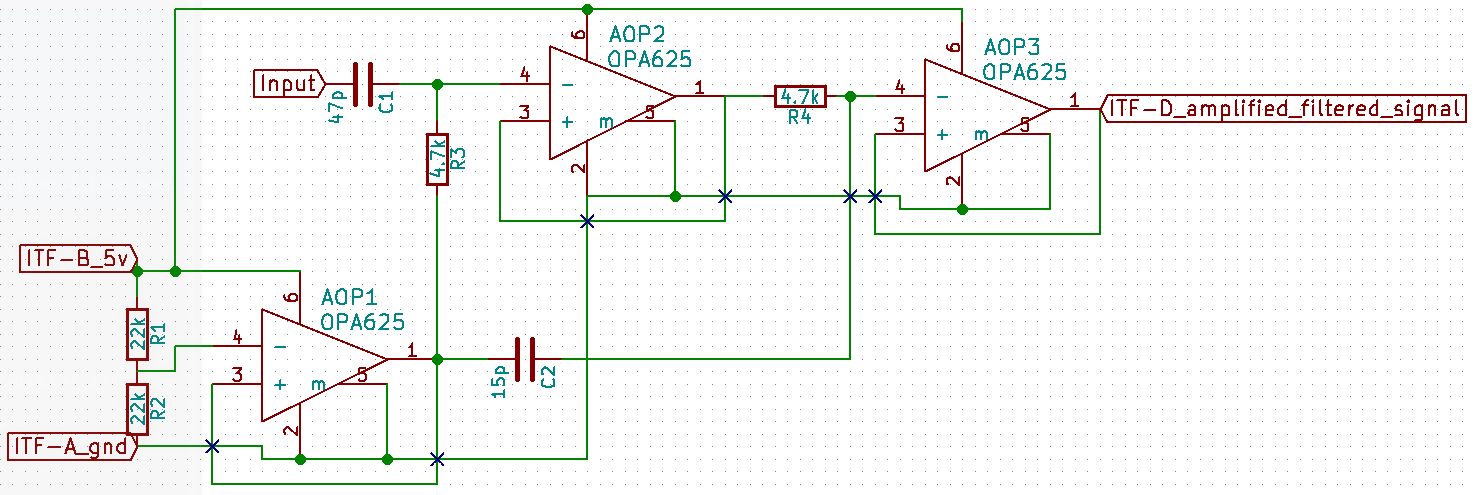 AOP2
OPA625
6
4
-
3
+
1
m
5
2
AOP3
OPA625
6
4
-
3
+
1
m
5
2
Input
47p
C1
4.7k
R3
4.7k
R4
ITF-D_amplified_filtered_signal
ITF-B_5v
22k
R1
22k
R2
ITF-A_gnd
AOP1
OPA625
6
4
-
3
+
1
m
5
2
15p
C2